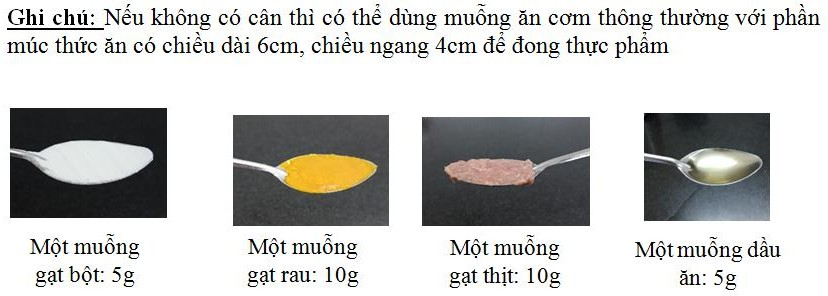 Ghi chú: Nếu không có cân thì có thể dùng muỗng ăn cơm thông thường với phần
múc thức ăn có chiều dài 6cm, chiều ngang 4cm để đong thực phẩm
Một muỗng
gạt bột: 5g
Một muỗng
gạt rau: 10g
Một muỗng
gạt thịt: 10g
Một muỗng dầu
ăn: 5g